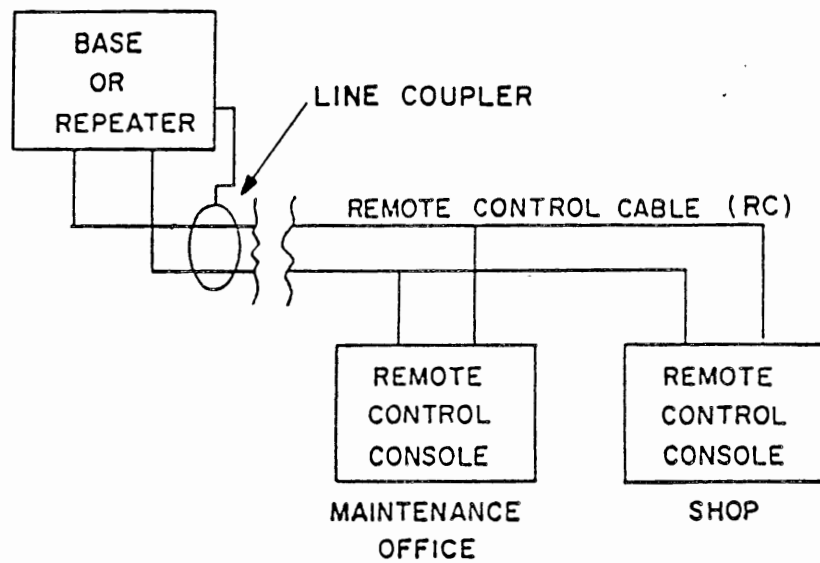 BASE
OR
REPEATER
LINE COUPLER
REMOTE CONTROL CABLE (RC)
REMOTE
CONTROL
CONSOLE
MAINTENANCE
OFFICE
REMOTE
CONTROL
CONSOLE
SHOP